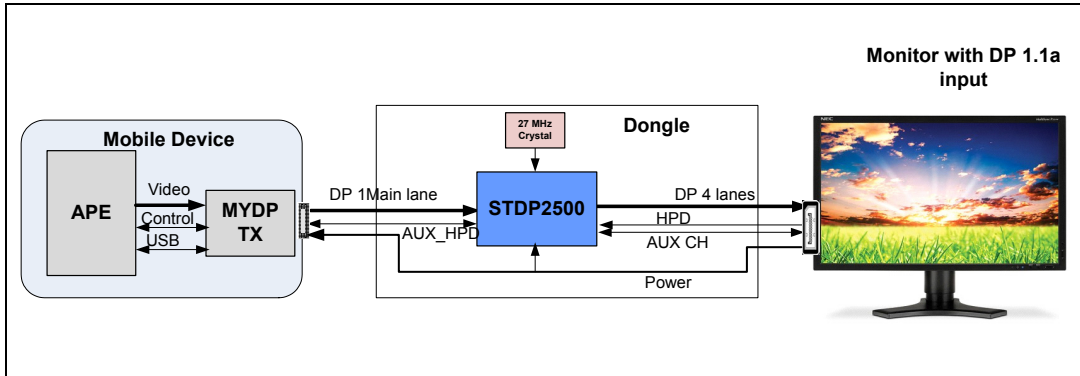 Monitor with DP 1.1a
input
Mobile Device
APE
Video
Control
USB
MYDP
TX
DP 1Main lane
AUX_HPD
Dongle
27 MHz
Crystal
STDP2500
DP 4 lanes
HPD
AUX CH
Power
NEC